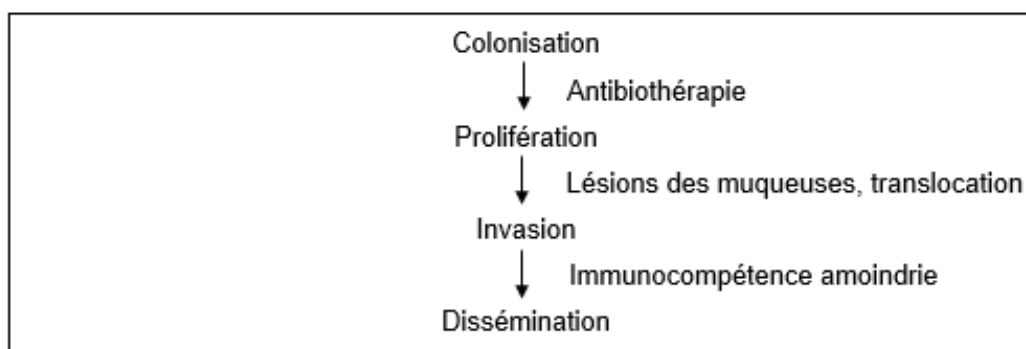 Colonisation
Antibiothérapie
Prolifération
Lésions des muqueuses, translocation
Invasion
Immunocompétence amoindrie
Dissémination